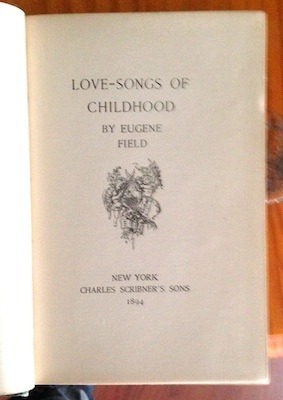 LOVE-SONGS OF
CHILDHOOD
BY EUGENE
FIELD
NEW YORK
CHARLES SCRIBNER'S SONS
1894